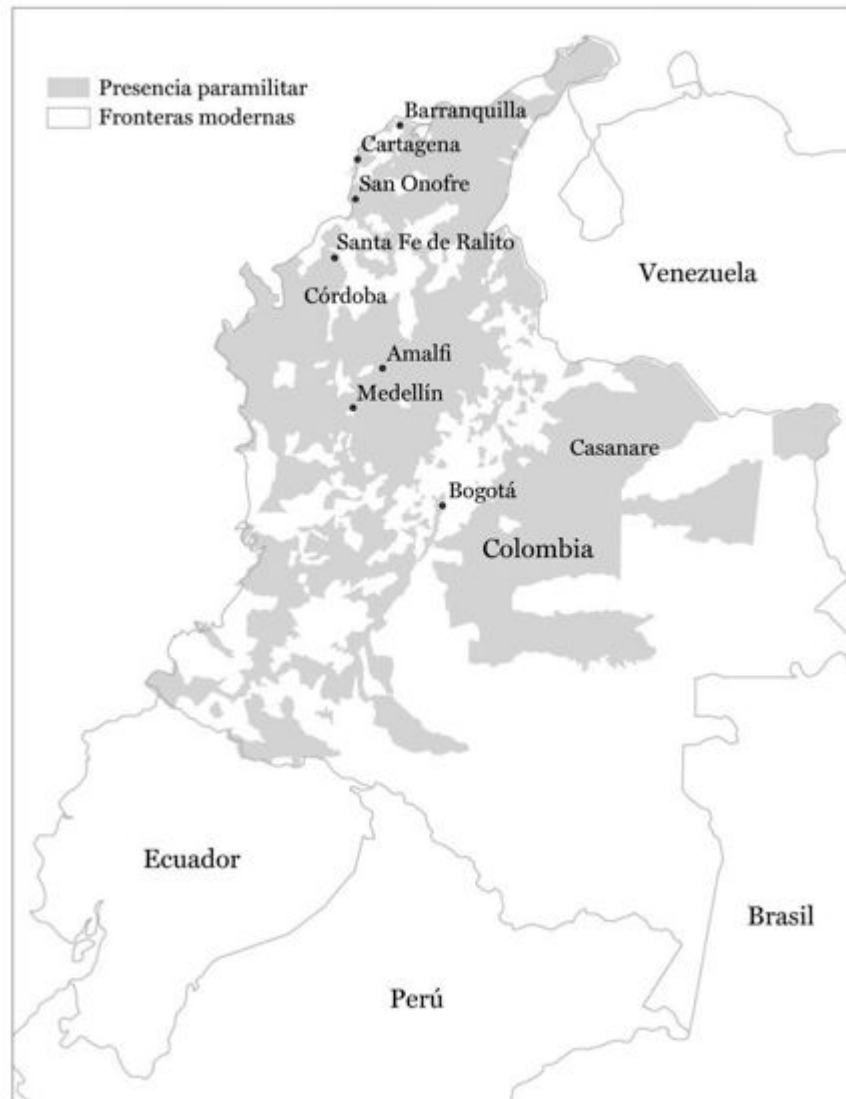 Presencia paramilitar
Fronteras modernas
Barranquilla
Cartagena
San Onofre
Santa Fe de Ralito
Venezuela
Córdoba
Amalfi
Medellín
Casanare
Bogotá
Colombia
Ecuador
Brasil
Perú